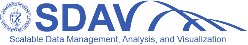 SDAV
Scalable Data Management, Analysis, and Visualization